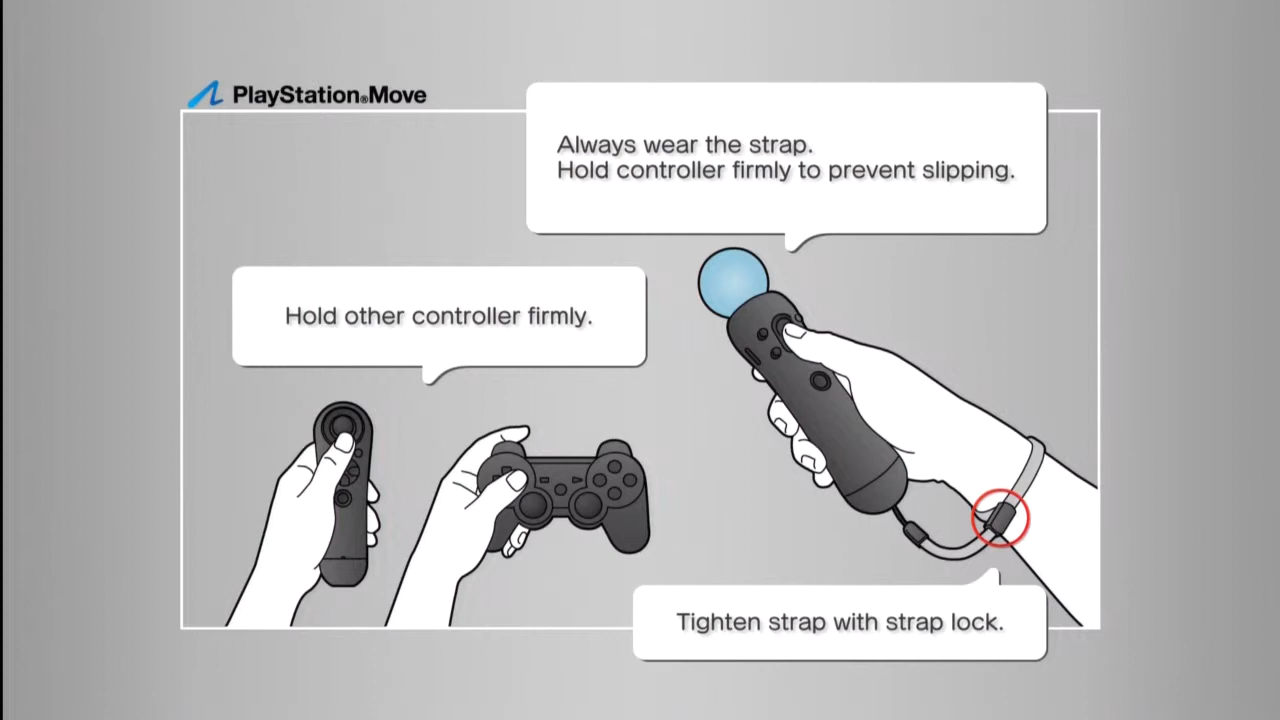 PlayStation®Move
Always wear the strap.
Hold controller firmly to prevent slipping.
Hold other controller firmly.
Tighten strap with strap lock.